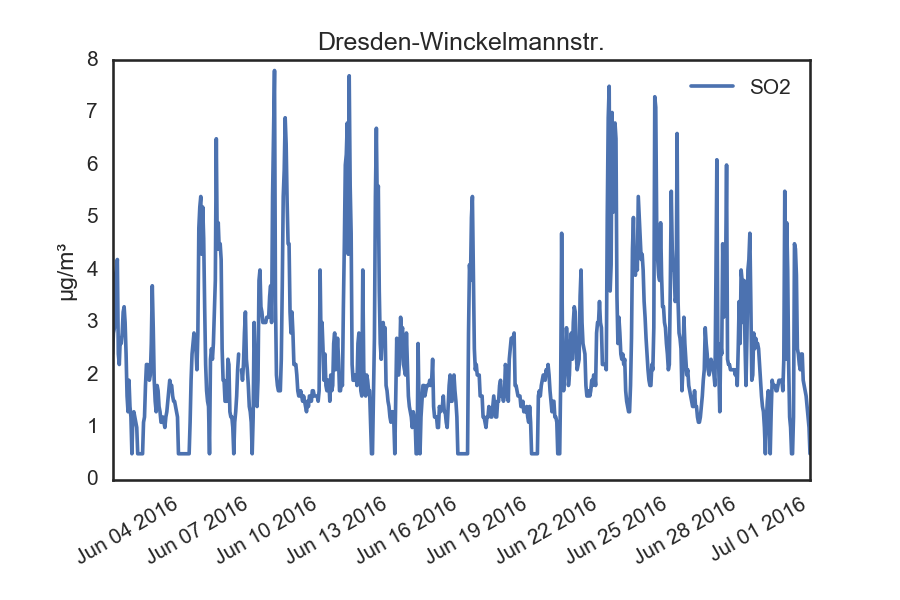 Dresden-Winckelmannstr.
SO2
µg/m³
8
7
6
5
4
3
2
1
0
Jun 04 2016
Jun 07 2016
Jun 10 2016
Jun 13 2016
Jun 16 2016
Jun 19 2016
Jun 22 2016
Jun 25 2016
Jun 28 2016
Jul 01 2016